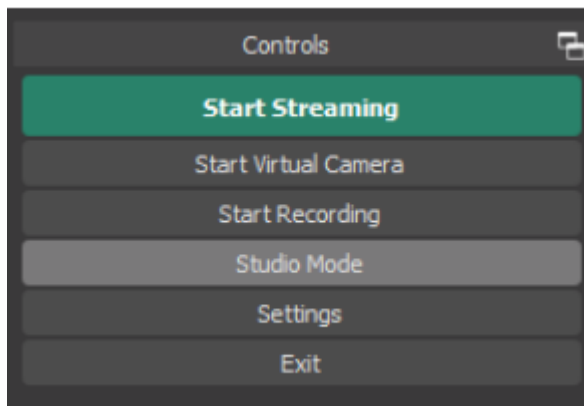 Controls
Start Streaming
Start Virtual Camera
Start Recording
Studio Mode
Settings
Exit